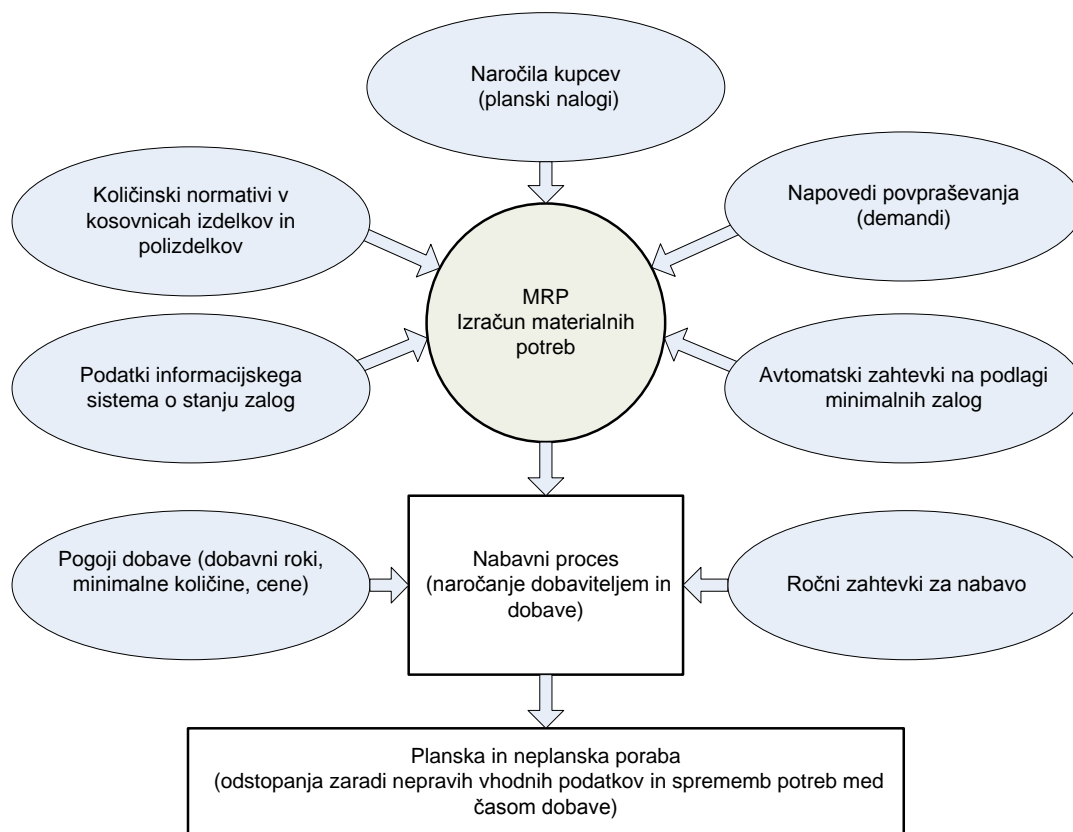 Naročila kupcev
(planski nalogi)
Količinski normativi v
kosovnicah izdelkov in
polizdelkov
Napovedi povpraševanja
(demandi)
MRP
Izračun materialnih
potreb
Podatki informacijskega
sistema o stanju zalog
Avtomatski zahtevki na podlagi
minimalnih zalog
Pogoji dobave (dobavni roki,
minimalne količine, cene)
Nabavni proces
(naročanje dobaviteljem in
dobave)
Ročni zahtevki za nabavo
Planska in neplanska poraba
(odstopanja zaradi nepravih vhodnih podatkov in sprememb potreb med
časom dobave)